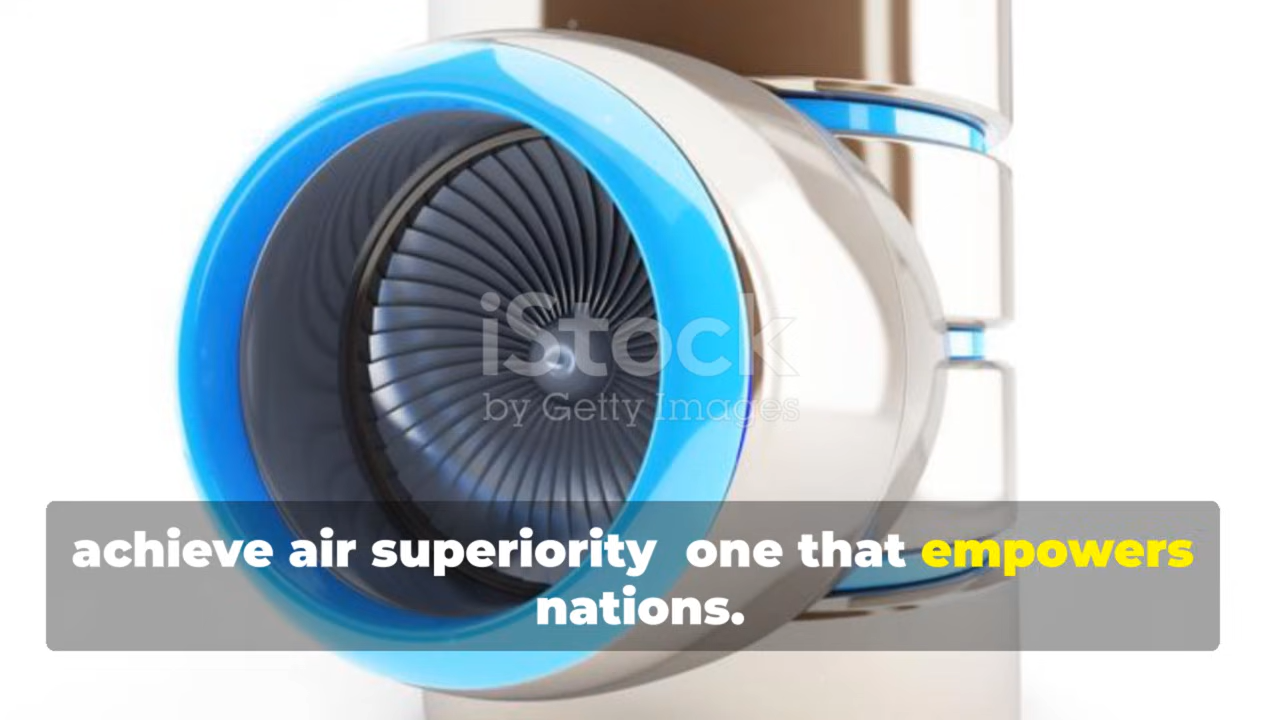 iStock
by Getty Images
achieve air superiority  one that empowers
nations.